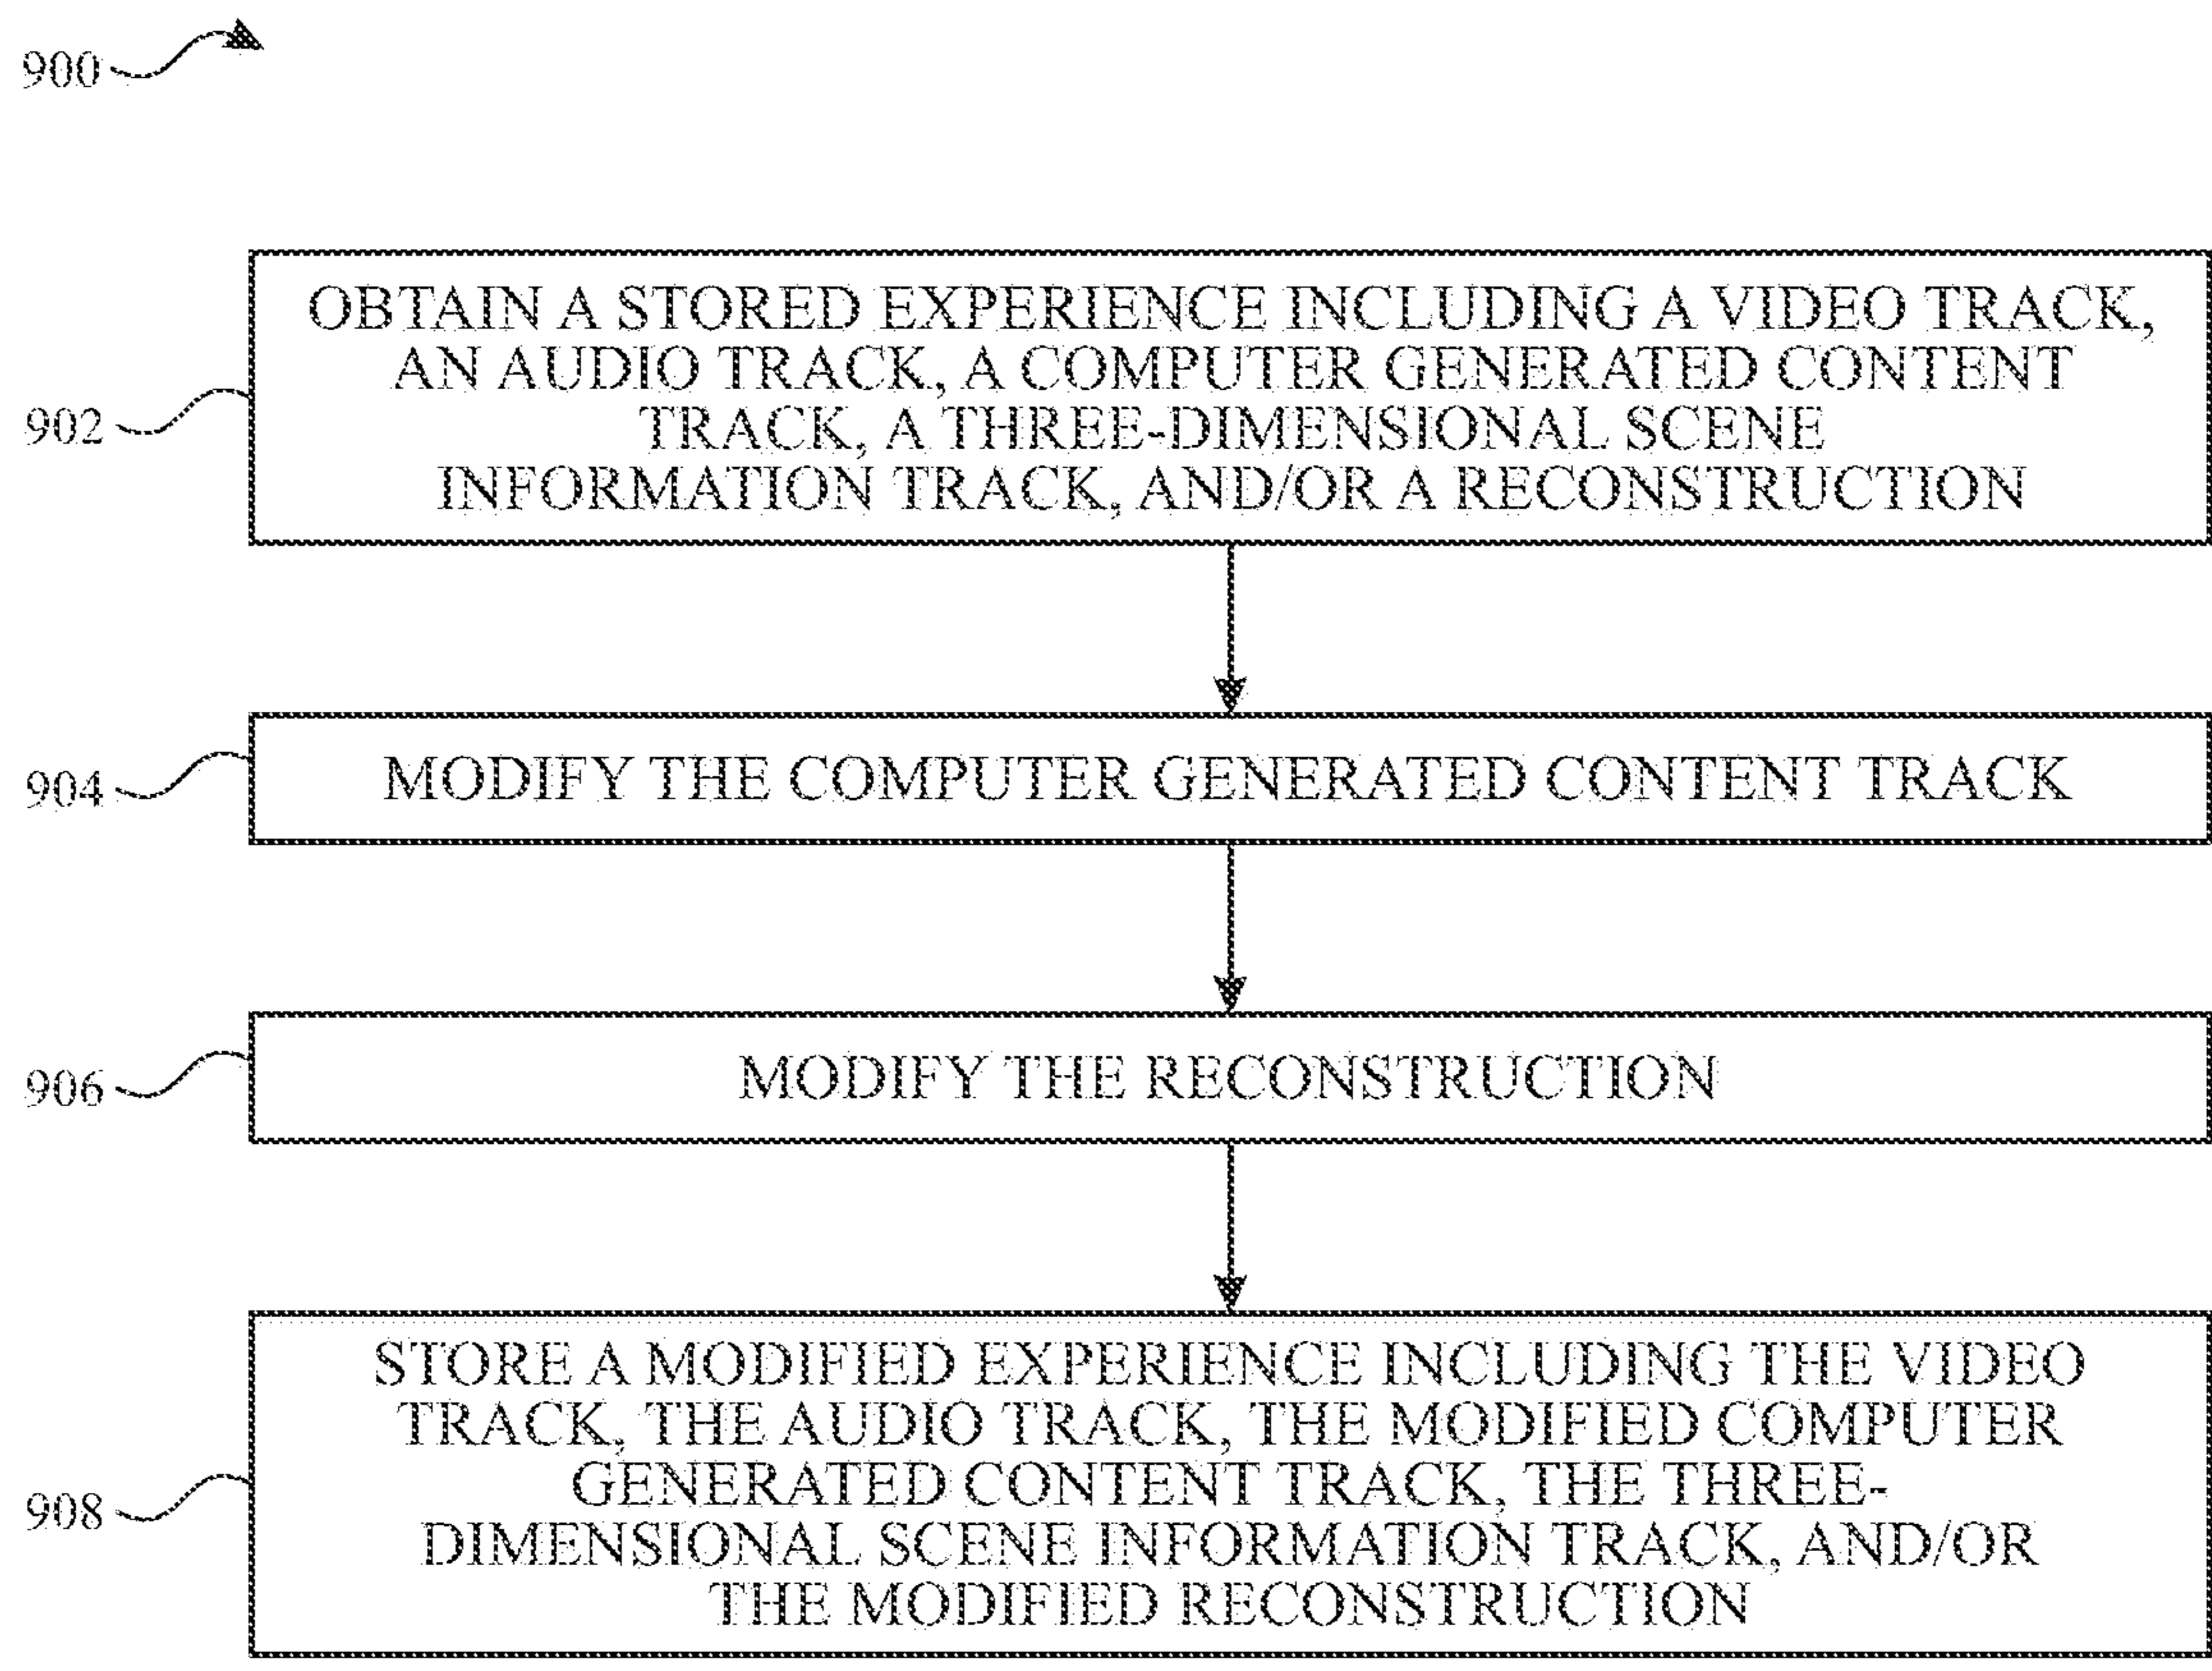 900
902
OBTAIN A STORED EXPERIENCE INCLUDING A VIDEO TRACK,
AN AUDIO TRACK, A COMPUTER GENERATED CONTENT
TRACK, A THREE-DIMENSIONAL SCENE
INFORMATION TRACK, AND/OR A RECONSTRUCTION
904
MODIFY THE COMPUTER GENERATED CONTENT TRACK
906
MODIFY THE RECONSTRUCTION
908
STORE A MODIFIED EXPERIENCE INCLUDING THE VIDEO
TRACK, THE AUDIO TRACK, THE MODIFIED COMPUTER
GENERATED CONTENT TRACK, THE THREE-
DIMENSIONAL SCENE INFORMATION TRACK, AND/OR
THE MODIFIED RECONSTRUCTION